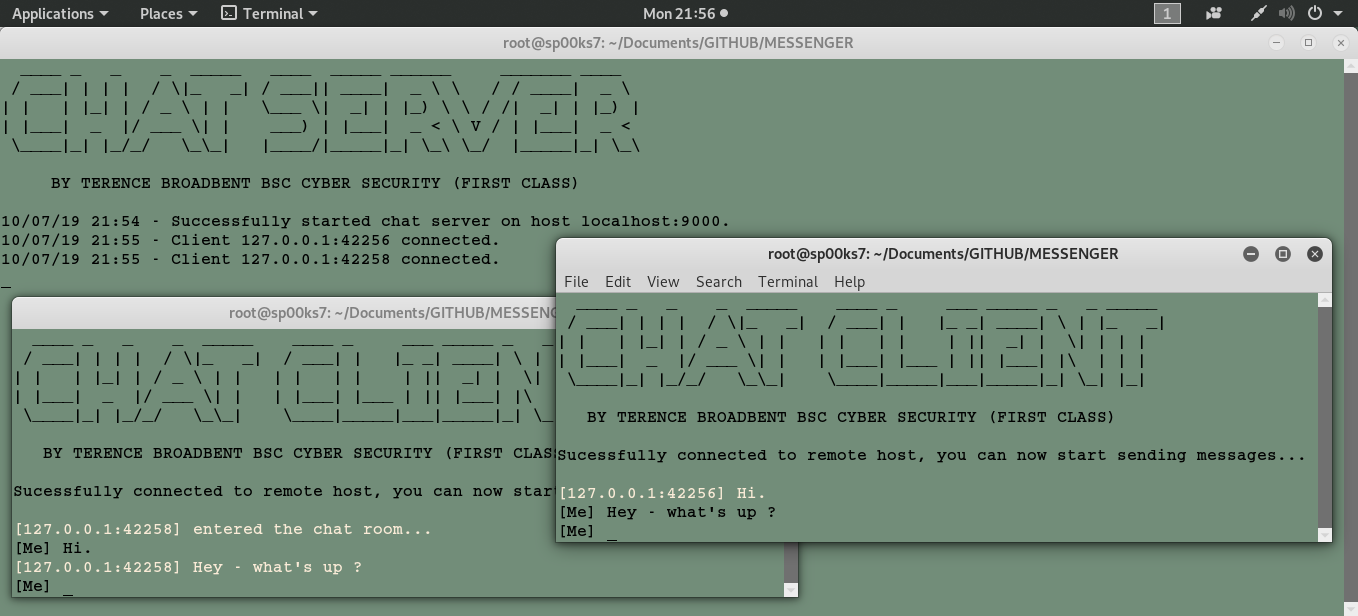 Applications Places Terminal Mon 21:56 1
root@sp00ks7: ~/Documents/GITHUB/MESSENGER
CHAT SERVER
BY TERENCE BROADBENT BSC CYBER SECURITY (FIRST CLASS)
10/07/19 21:54 - Successfully started chat server on host localhost:9000.
10/07/19 21:55 - Client 127.0.0.1:42256 connected.
10/07/19 21:55 - Client 127.0.0.1:42258 connected.
_
root@sp00ks7: ~/Documents/GITHUB/MESSENG
CHAT CLIEN
BY TERENCE BROADBENT BSC CYBER SECURITY (FIRST CLAS
Sucessfully connected to remote host, you can now star
[127.0.0.1:42258] entered the chat room...
[Me] Hi.
[127.0.0.1:42258] Hey - what's up ?
[Me] _
root@sp00ks7: ~/Documents/GITHUB/MESSENGER
File Edit View Search Terminal Help
CHAT CLIENT
BY TERENCE BROADBENT BSC CYBER SECURITY (FIRST CLASS)
Sucessfully connected to remote host, you can now start sending messages...
[127.0.0.1:42256] Hi.
[Me] Hey - what's up ?
[Me] _